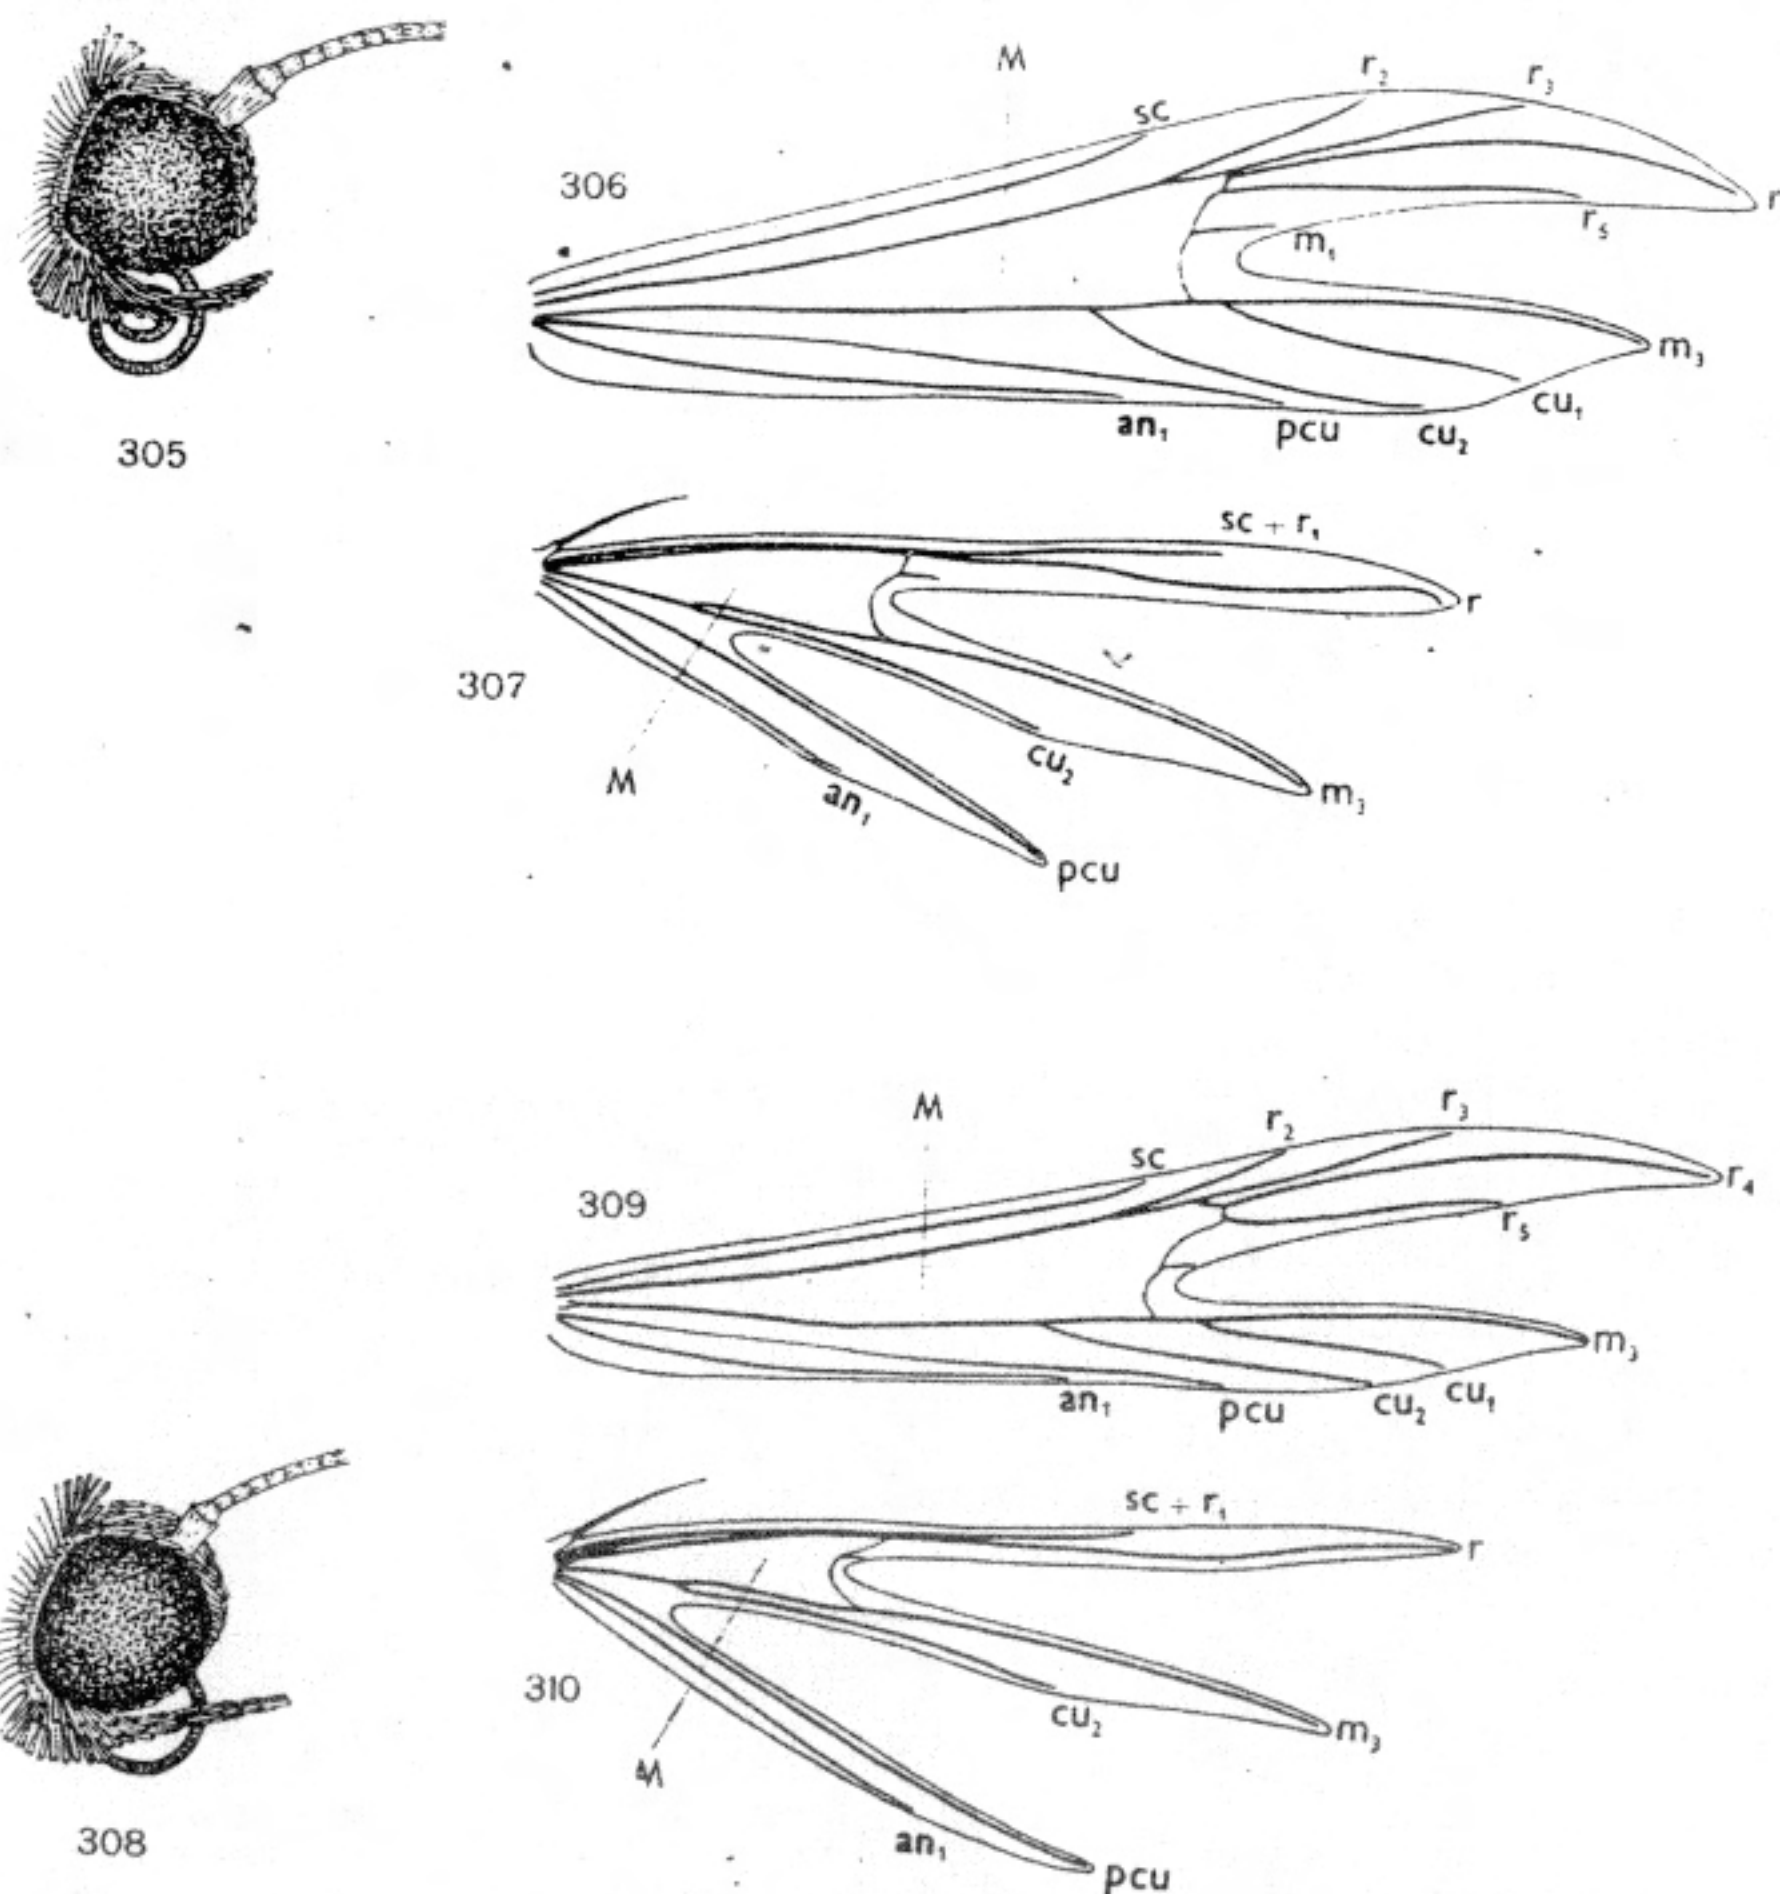 M
r₂
r₃
sc
306
r
r₅
m₁
m₃
cu₁
an₁
pcu
cu₂
305
sc + r₁
r
307
cu₂
M
an₁
m₃
pcu
M
r₃
r₂
sc
309
r₄
r₅
m₃
an₁
pcu
cu₂
cu₁
sc + r₁
r
310
cu₂
m₃
M
308
an₁
pcu